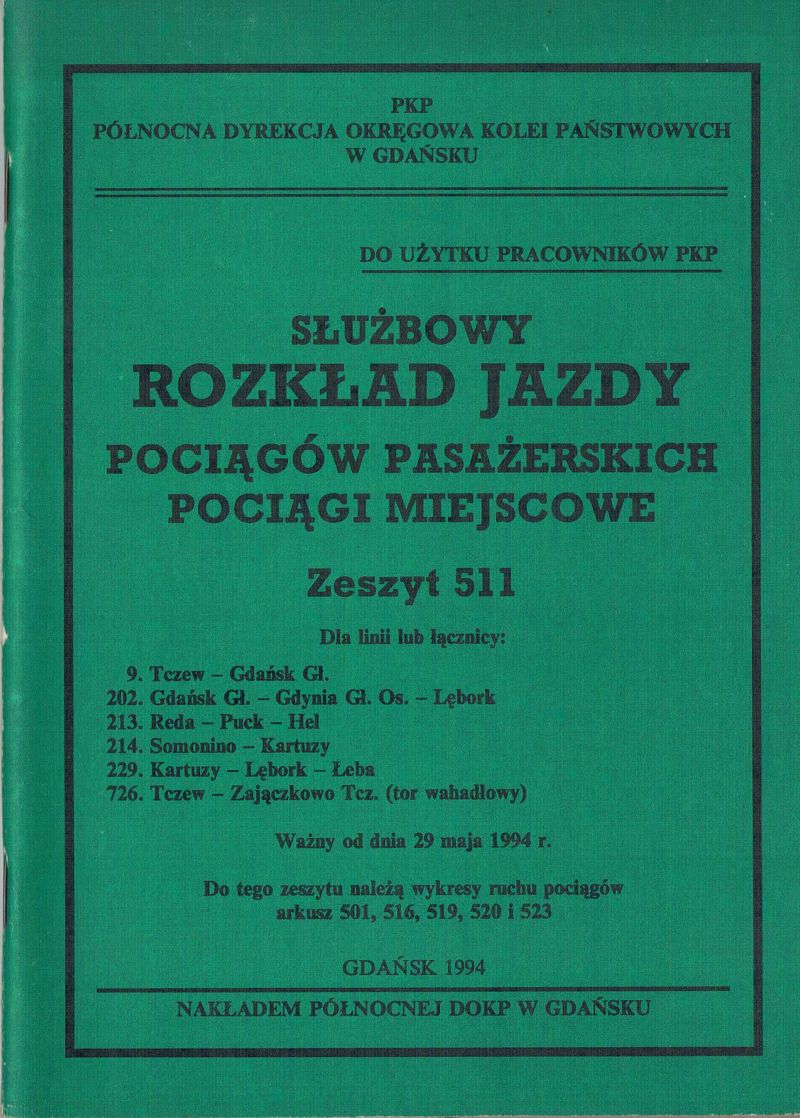 PKP
PÓŁNOCNA DYREKCJA OKRĘGOWA KOLEI PAŃSTWOWYCH
W GDAŃSKU
DO UŻYTKU PRACOWNIKÓW PKP
SŁUŻBOWY
ROZKŁAD JAZDY
POCIĄGÓW PASAŻERSKICH
POCIĄGI MIEJSCOWE
Zeszyt 511
Dla linii lub łącznicy:
9. Tczew – Gdańsk Gł.
202. Gdańsk Gł. – Gdynia Gł. Os. – Lębork
213. Reda – Puck – Hel
214. Somonino – Kartuzy
229. Kartuzy – Lębork – Łeba
726. Tczew – Zajączkowo Tcz. (tor wahadłowy)
Ważny od dnia 29 maja 1994 r.
Do tego zeszytu należą wykresy ruchu pociągów
arkusz 501, 516, 519, 520 i 523
GDAŃSK 1994
NAKŁADEM PÓŁNOCNEJ DOKP W GDAŃSKU